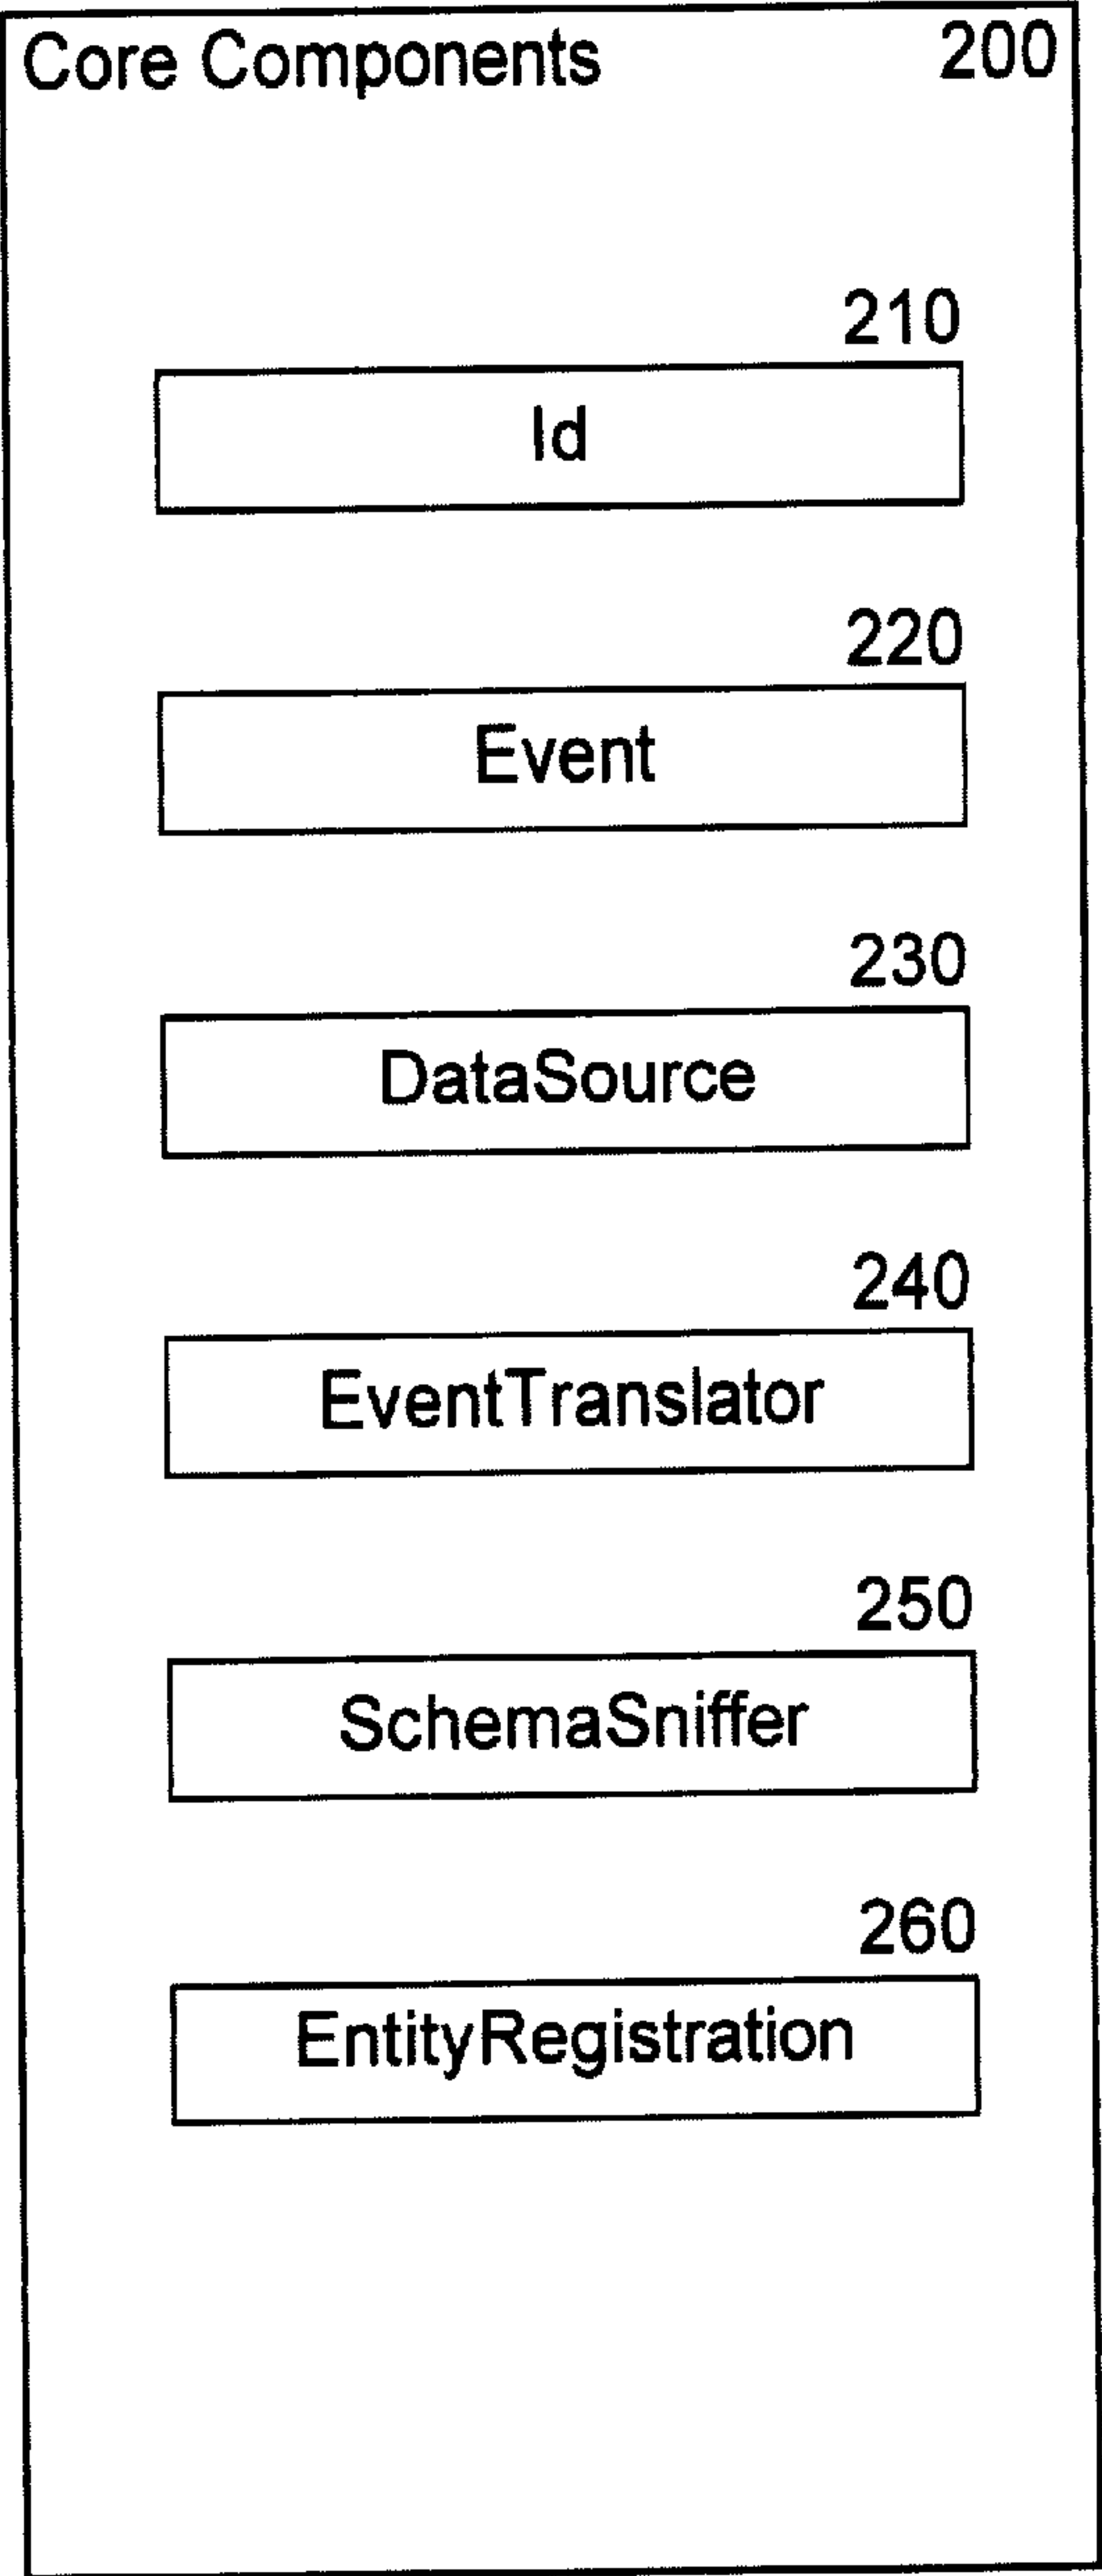 Core Components 200
210
Id
220
Event
230
DataSource
240
EventTranslator
250
SchemaSniffer
260
EntityRegistration